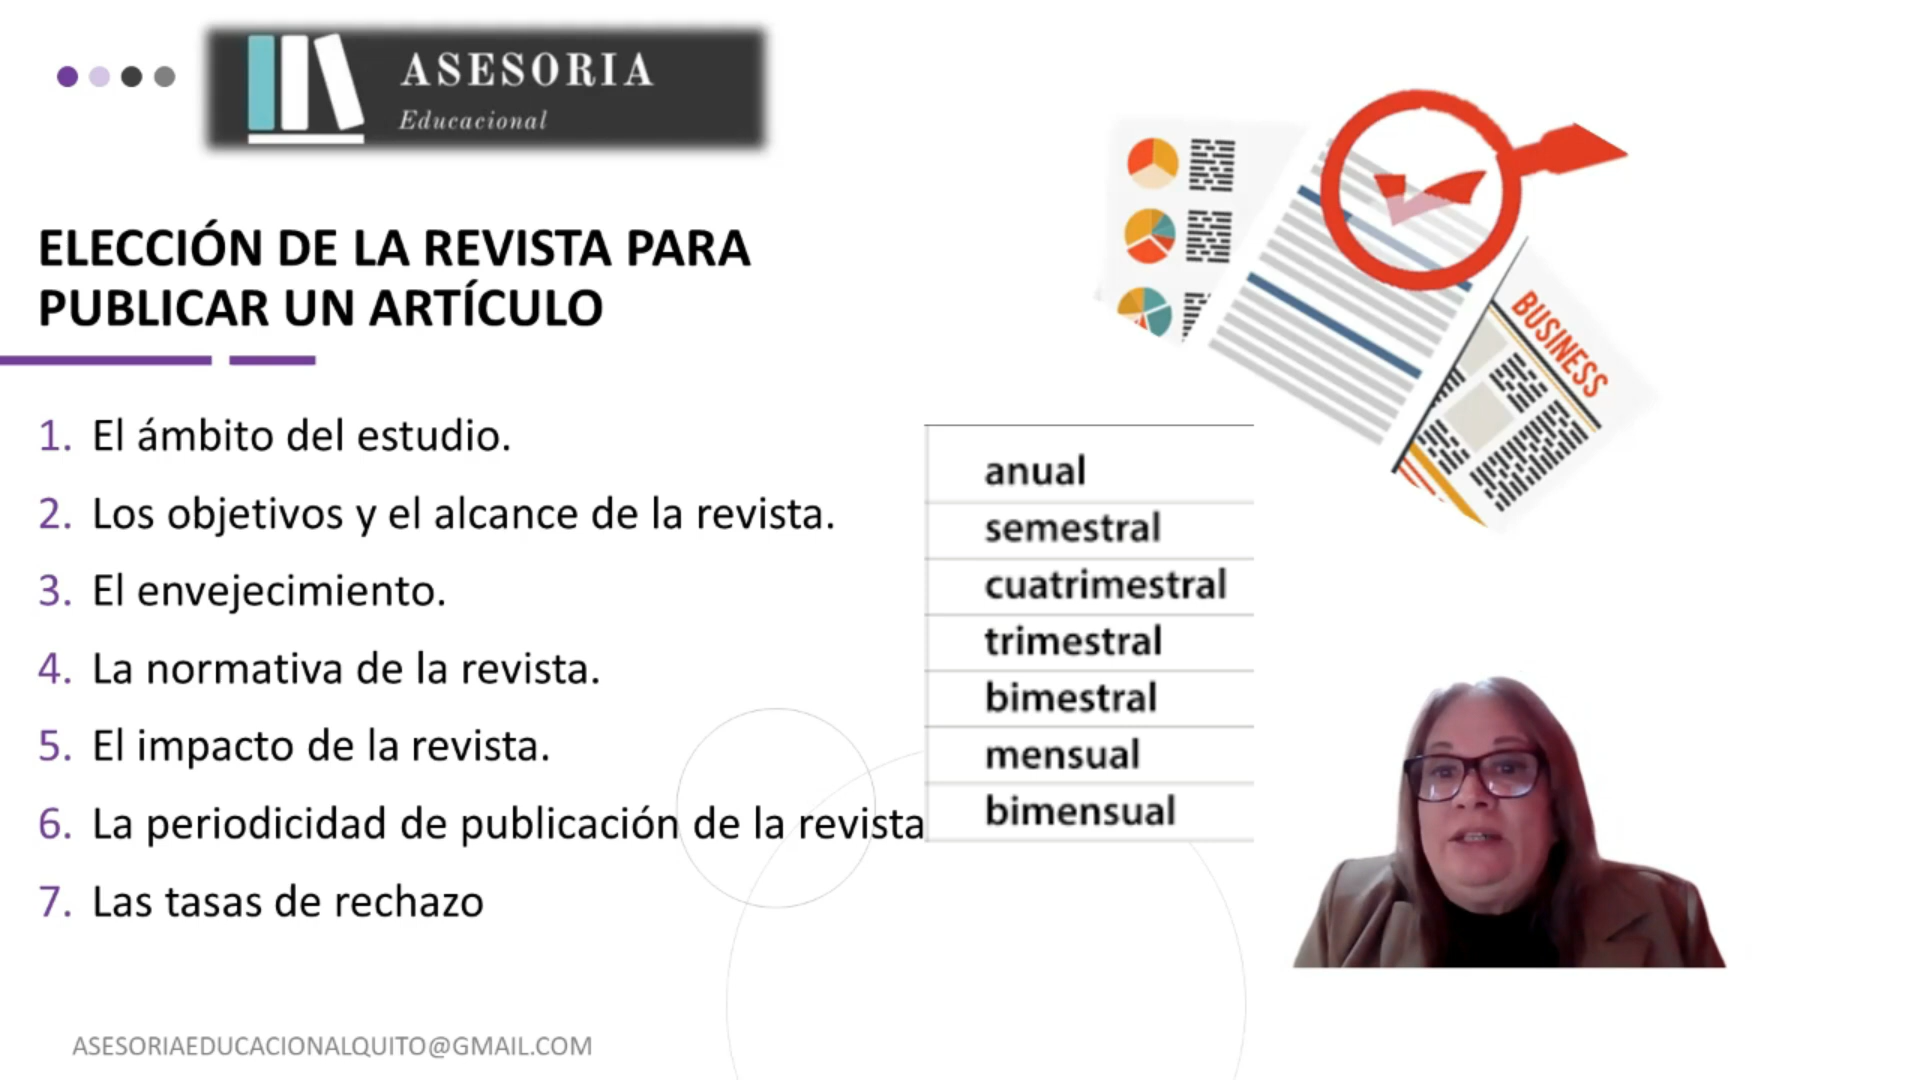 ASESORIA
Educacional
ELECCIÓN DE LA REVISTA PARA
PUBLICAR UN ARTÍCULO
1. El ámbito del estudio.
2. Los objetivos y el alcance de la revista.
3. El envejecimiento.
4. La normativa de la revista.
5. El impacto de la revista.
6. La periodicidad de publicación de la revista
7. Las tasas de rechazo
anual
semestral
cuatrimestral
trimestral
bimestral
mensual
bimensual
BUSINESS
ASESORIAEDUCACIONALQUITO@GMAIL.COM